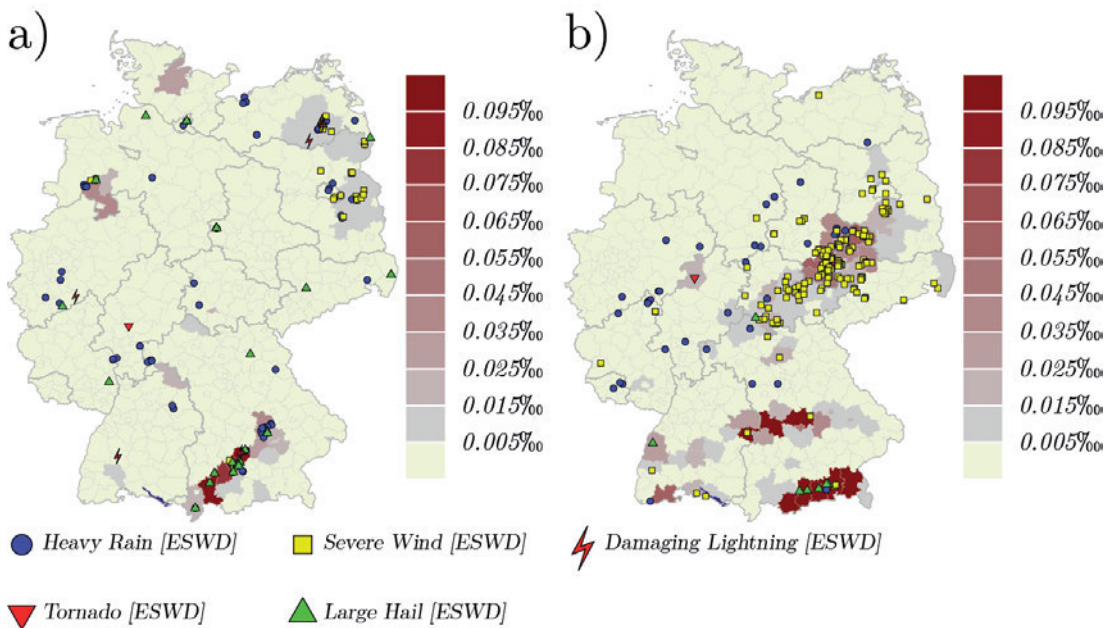 a)
0.095‱
0.085‱
0.075‱
0.065‱
0.055‱
0.045‱
0.035‱
0.025‱
0.015‱
0.005‱
b)
0.095‱
0.085‱
0.075‱
0.065‱
0.055‱
0.045‱
0.035‱
0.025‱
0.015‱
0.005‱
Heavy Rain [ESWD]
Severe Wind [ESWD]
Damaging Lightning [ESWD]
Tornado [ESWD]
Large Hail [ESWD]